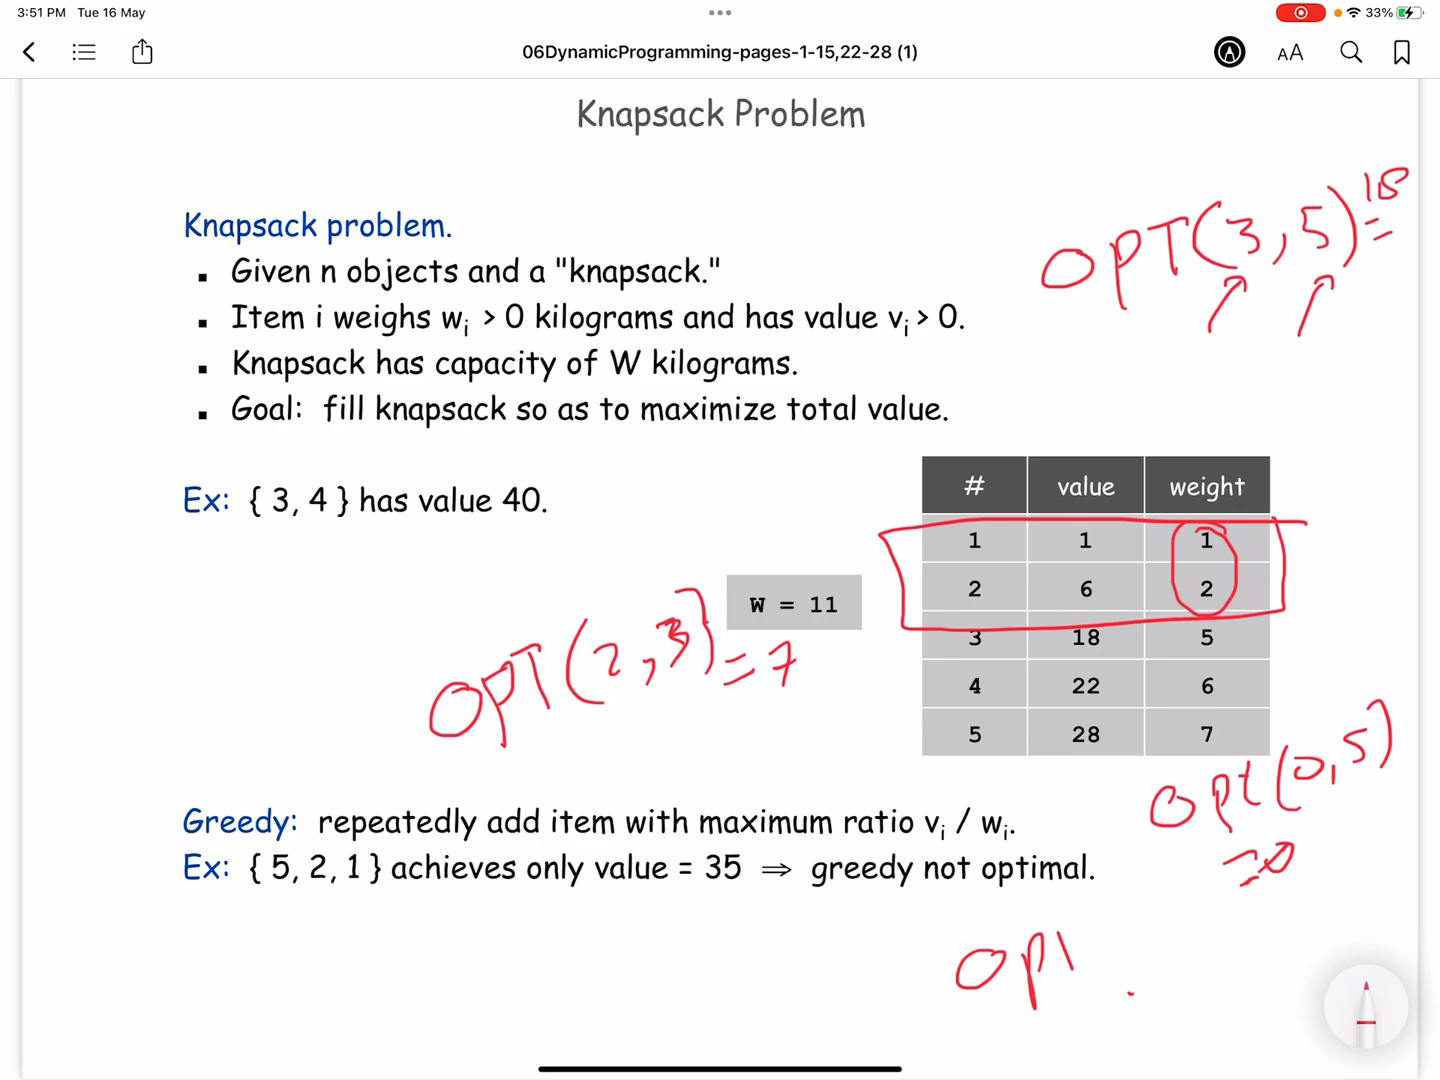 3:51 PM Tue 16 May
33%
06DynamicProgramming-pages-1-15,22-28 (1)
AA
Knapsack Problem
Knapsack problem.
▪ Given n objects and a "knapsack."
▪ Item i weighs wi > 0 kilograms and has value vi > 0.
▪ Knapsack has capacity of W kilograms.
▪ Goal: fill knapsack so as to maximize total value.
OPT(3,5)=18
Ex: { 3, 4 } has value 40.
# value weight
1 1 1
2 6 2
3 18 5
4 22 6
5 28 7
W = 11
OPT(2,3)=7
opt(0,5)
=0
Greedy: repeatedly add item with maximum ratio vi / wi.
Ex: { 5, 2, 1 } achieves only value = 35 ⇒ greedy not optimal.